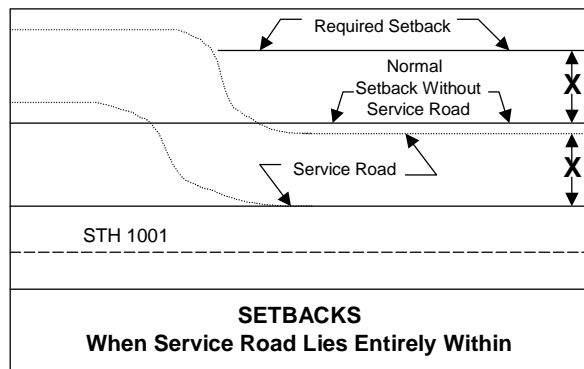 Required Setback
Normal
Setback Without
Service Road
X
Service Road
X
STH 1001
SETBACKS
When Service Road Lies Entirely Within